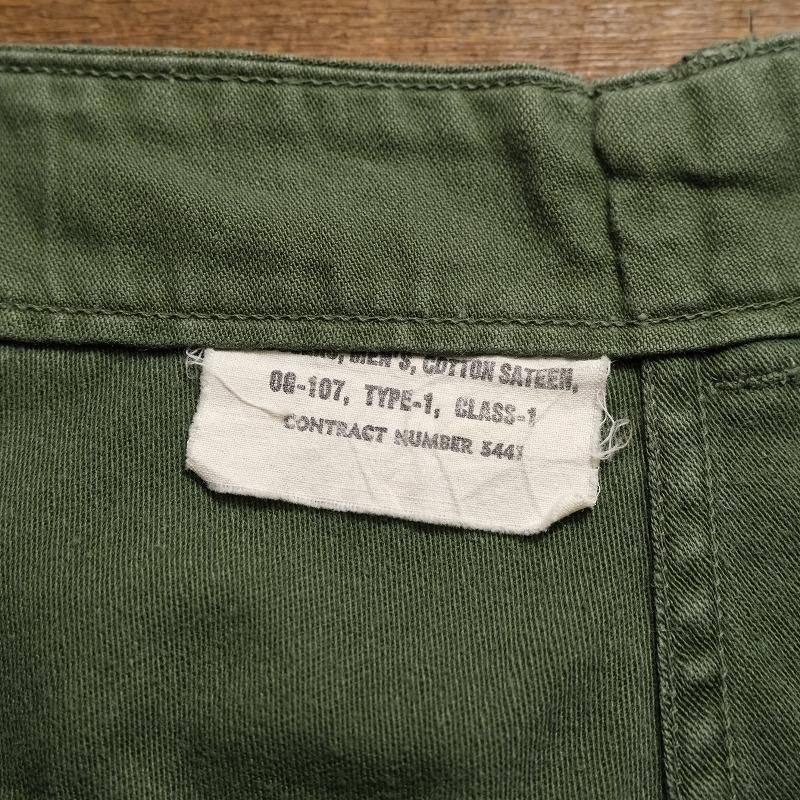 MEN'S, COTTON SATEEN,
OG-107, TYPE-1, CLASS-1
CONTRACT NUMBER 5441